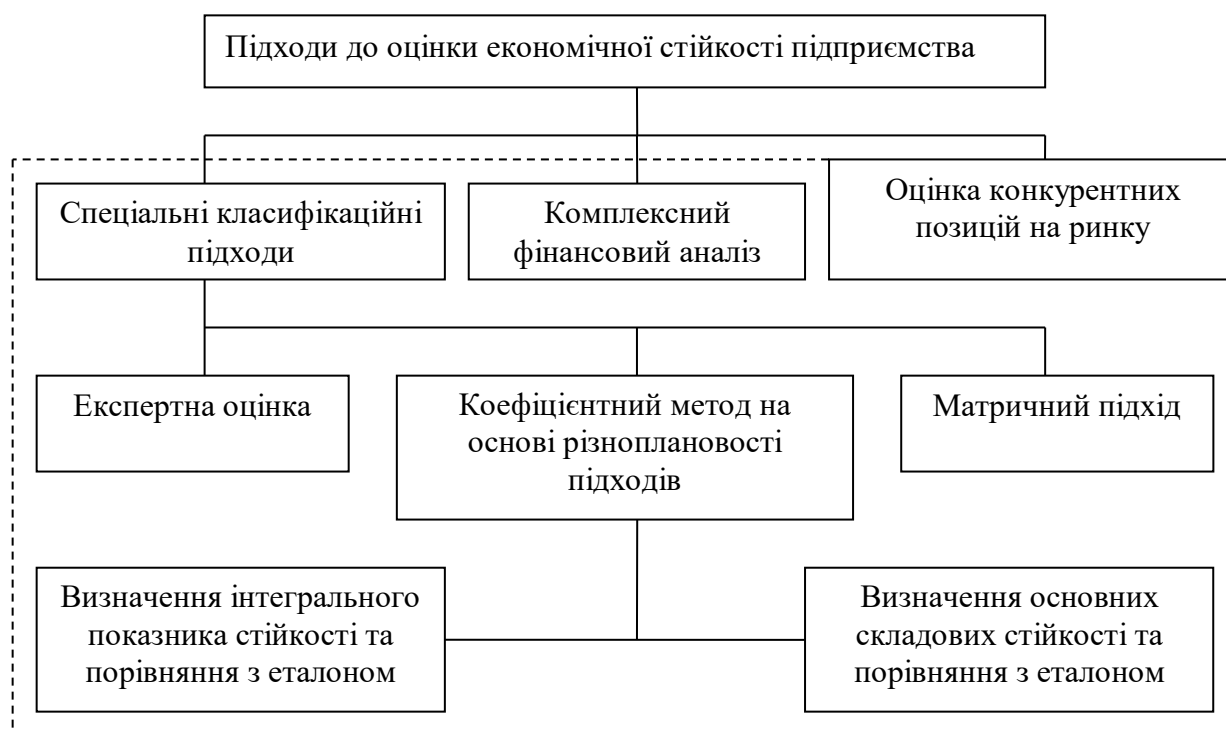 Підходи до оцінки економічної стійкості підприємства
Спеціальні класифікаційні
підходи
Комплексний
фінансовий аналіз
Оцінка конкурентних
позицій на ринку
Експертна оцінка
Коефіцієнтний метод на
основі різноплановості
підходів
Матричний підхід
Визначення інтегрального
показника стійкості та
порівняння з еталоном
Визначення основних
складових стійкості та
порівняння з еталоном